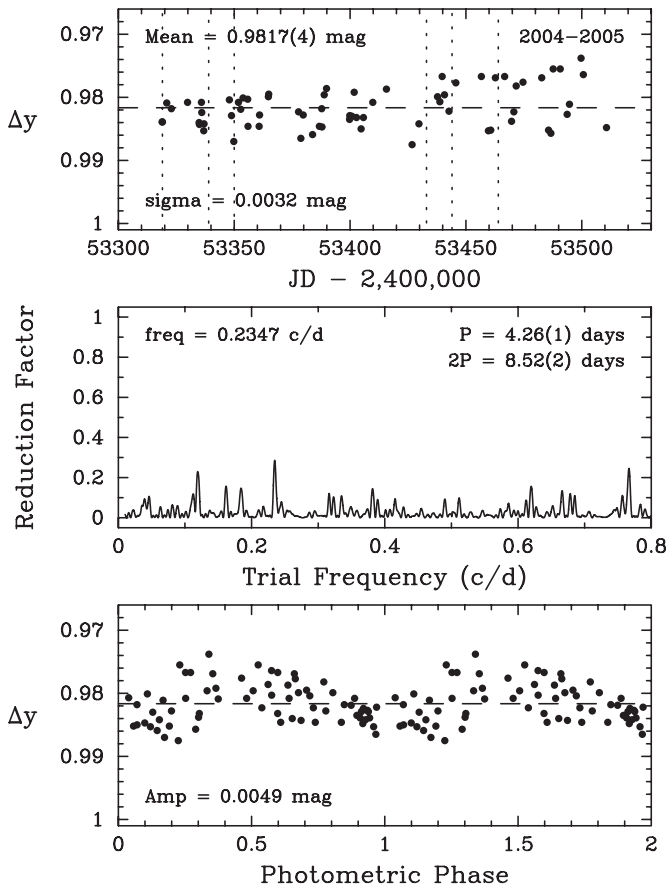 Mean = 0.9817(4) mag
2004-2005
0.97
0.98
0.99
1
Δy
sigma = 0.0032 mag
53300
53350
53400
53450
53500
JD - 2,400,000
freq = 0.2347 c/d
P = 4.26(1) days
2P = 8.52(2) days
1
0.8
0.6
0.4
0.2
0
Reduction Factor
0
0.2
0.4
0.6
0.8
Trial Frequency (c/d)
0.97
0.98
0.99
1
Δy
Amp = 0.0049 mag
0
0.5
1
1.5
2
Photometric Phase